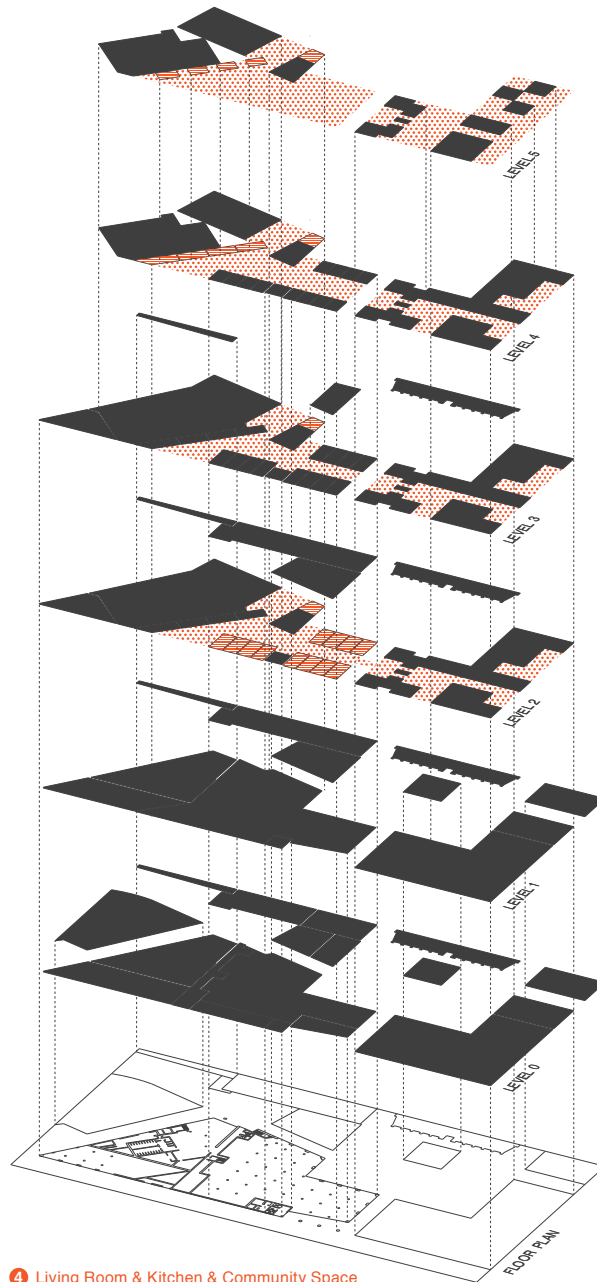 LEVEL 5
LEVEL 4
LEVEL 3
LEVEL 2
LEVEL 1
LEVEL 0
FLOOR PLAN
4 Living Room & Kitchen & Community Space